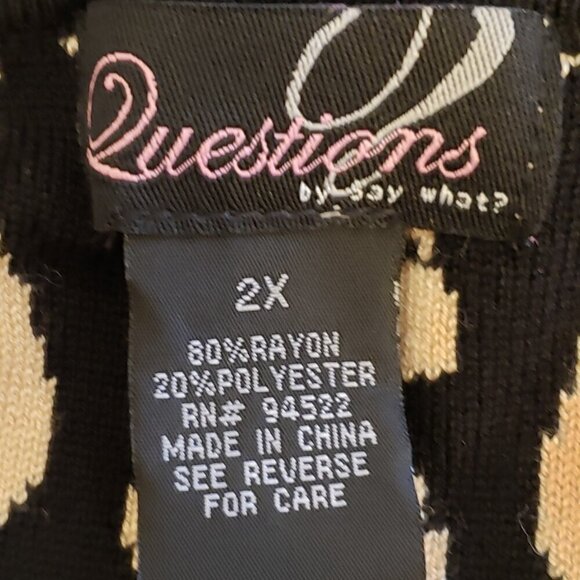 Questions
by say what?
2X
80%RAYON
20%POLYESTER
RN# 94522
MADE IN CHINA
SEE REVERSE
FOR CARE